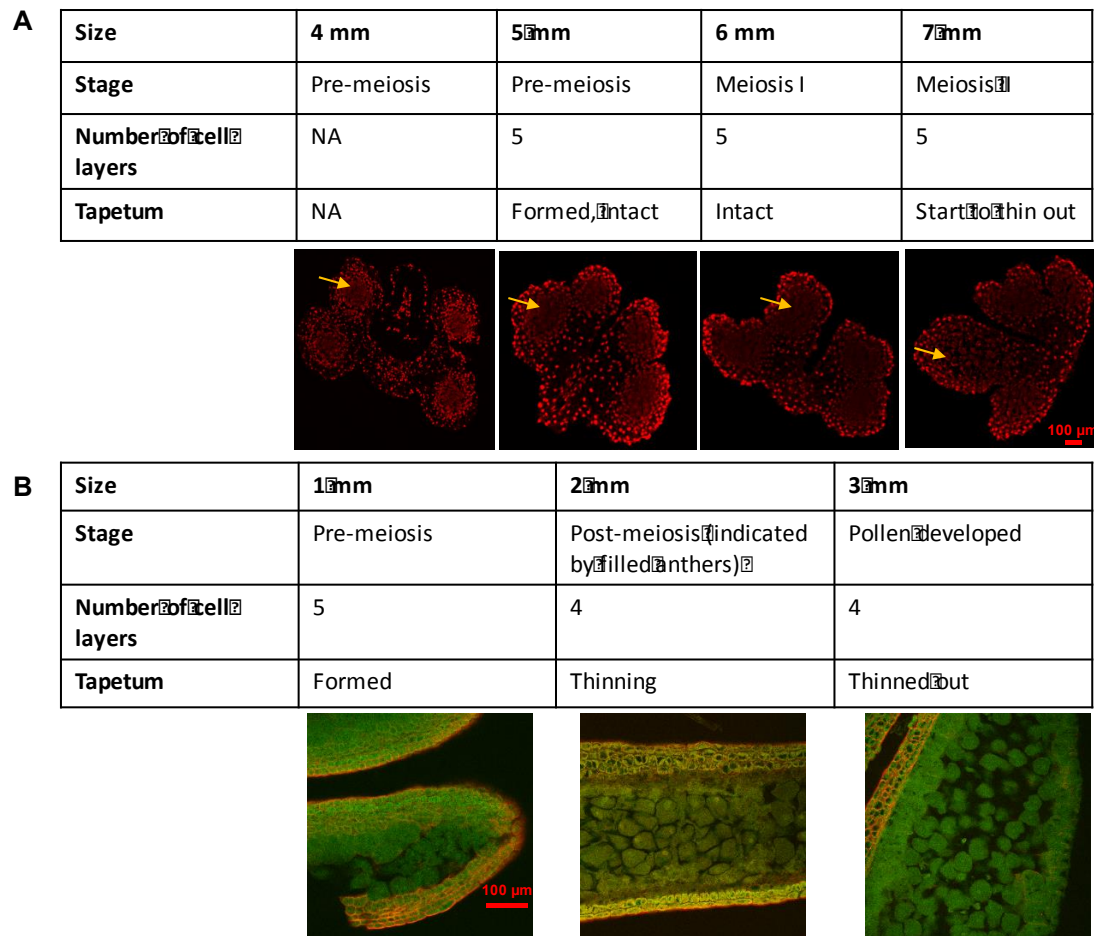 A
Size 4 mm 5 mm 6 mm 7 mm
Stage Pre-meiosis Pre-meiosis Meiosis I Meiosis II
Number of cell NA 5 5 5
layers
Tapetum NA Formed, intact Intact Start to thin out
100 µm
B
Size 1 mm 2 mm 3 mm
Stage Pre-meiosis Post-meiosis (indicated Pollen developed
by filled anthers)
Number of cell 5 4 4
layers
Tapetum Formed Thinning Thinned out
100 µm